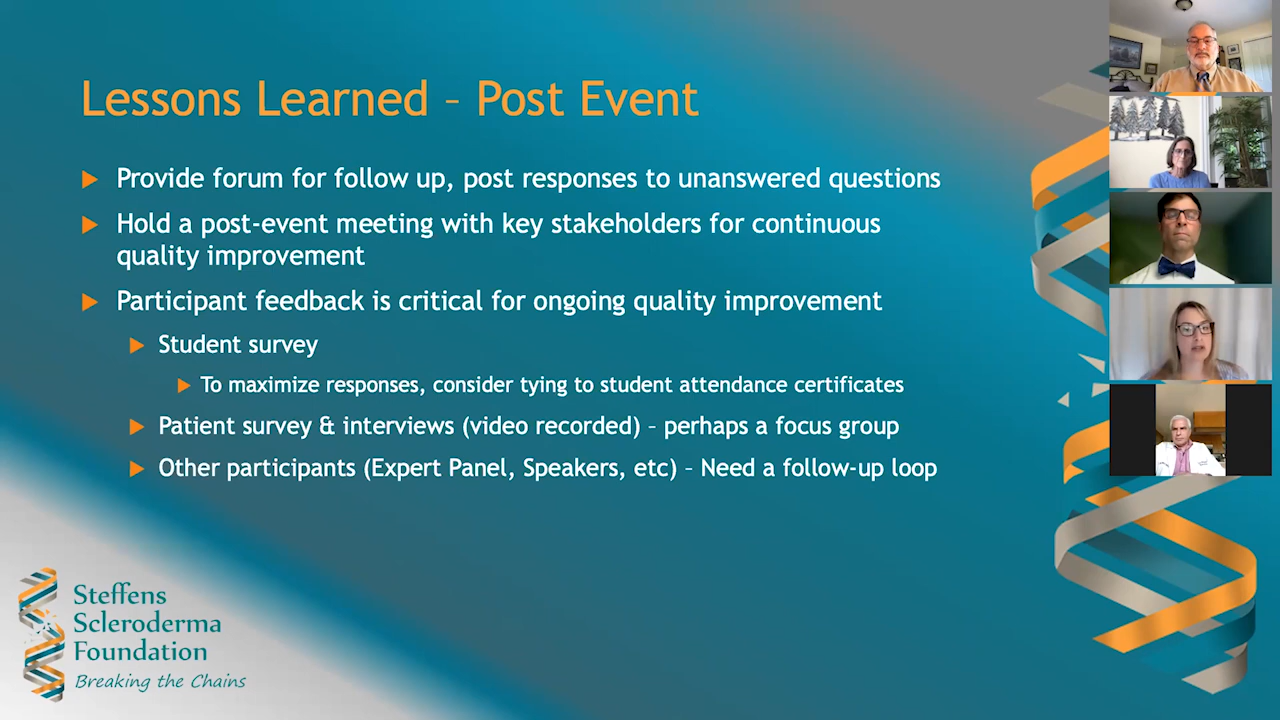 Lessons Learned – Post Event
Provide forum for follow up, post responses to unanswered questions
Hold a post-event meeting with key stakeholders for continuous
quality improvement
Participant feedback is critical for ongoing quality improvement
Student survey
To maximize responses, consider tying to student attendance certificates
Patient survey & interviews (video recorded) – perhaps a focus group
Other participants (Expert Panel, Speakers, etc) – Need a follow-up loop
Steffens
Scleroderma
Foundation
Breaking the Chains